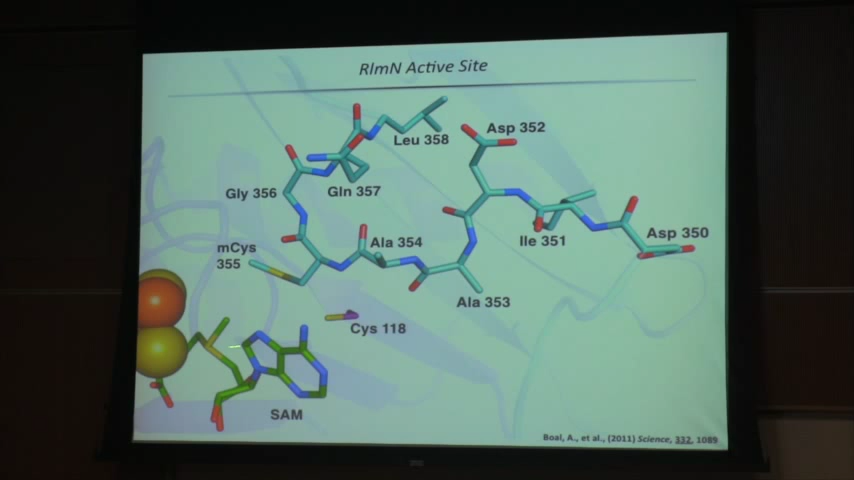 RlmN Active Site
Leu 358
Asp 352
Gly 356
Gln 357
mCys
355
Ala 354
Ile 351
Asp 350
Ala 353
Cys 118
SAM
Boal, A., et al., (2011) Science, 332, 1089